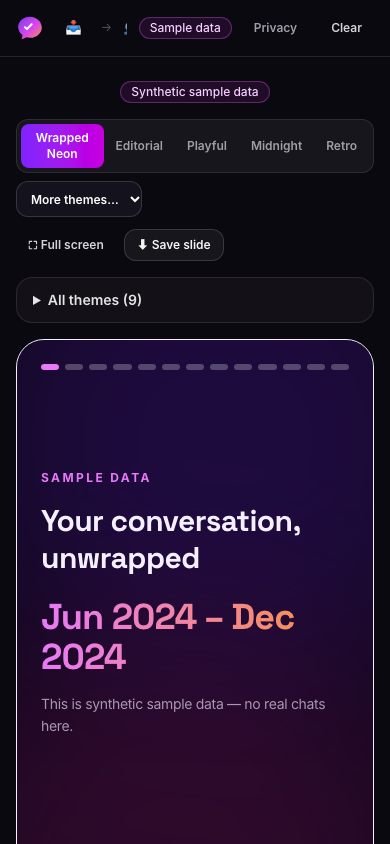 Sample data
Privacy
Clear
Synthetic sample data
Wrapped
Neon
Editorial
Playful
Midnight
Retro
More themes...
Full screen
Save slide
All themes (9)
SAMPLE DATA
Your conversation,
unwrapped
Jun 2024 – Dec
2024
This is synthetic sample data — no real chats
here.